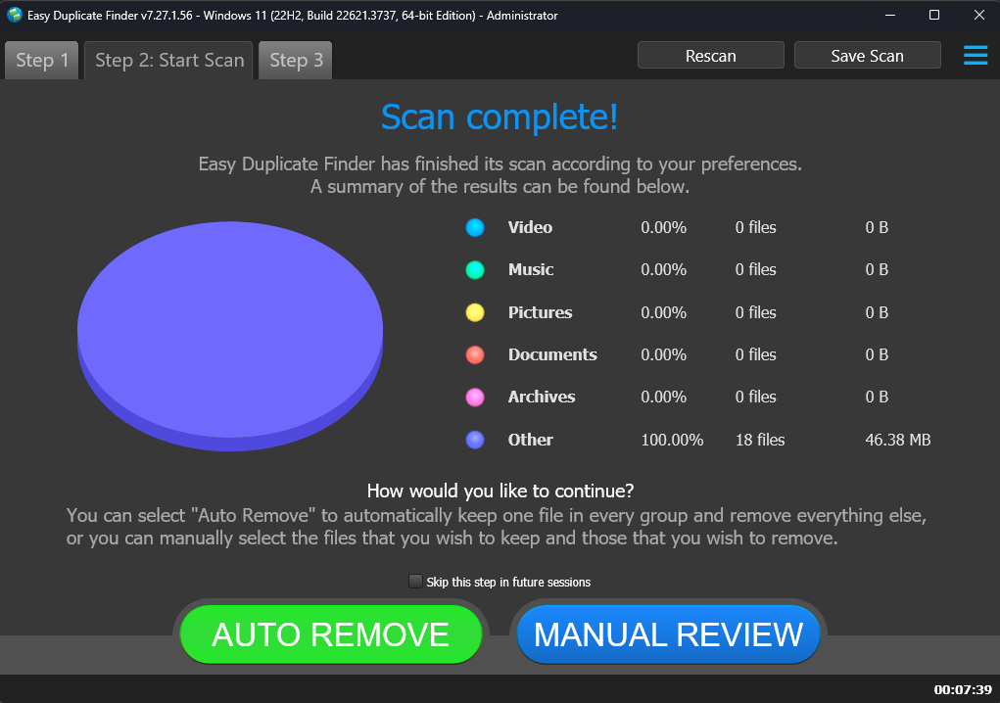 Easy Duplicate Finder v7.27.1.56 - Windows 11 (22H2, Build 22621.3737, 64-bit Edition) - Administrator
Step 1
Step 2: Start Scan
Step 3
Rescan
Save Scan
Scan complete!
Easy Duplicate Finder has finished its scan according to your preferences.
A summary of the results can be found below.
Video 0.00% 0 files 0 B
Music 0.00% 0 files 0 B
Pictures 0.00% 0 files 0 B
Documents 0.00% 0 files 0 B
Archives 0.00% 0 files 0 B
Other 100.00% 18 files 46.38 MB
How would you like to continue?
You can select "Auto Remove" to automatically keep one file in every group and remove everything else,
or you can manually select the files that you wish to keep and those that you wish to remove.
Skip this step in future sessions
AUTO REMOVE
MANUAL REVIEW
00:07:39